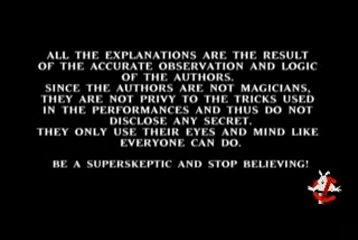 ALL THE EXPLANATIONS ARE THE RESULT
OF THE ACCURATE OBSERVATION AND LOGIC
OF THE AUTHORS.
SINCE THE AUTHORS ARE NOT MAGICIANS,
THEY ARE NOT PRIVY TO THE TRICKS USED
IN THE PERFORMANCES AND THUS DO NOT
DISCLOSE ANY SECRET.
THEY ONLY USE THEIR EYES AND MIND LIKE
EVERYONE CAN DO.
BE A SUPERSKEPTIC AND STOP BELIEVING!